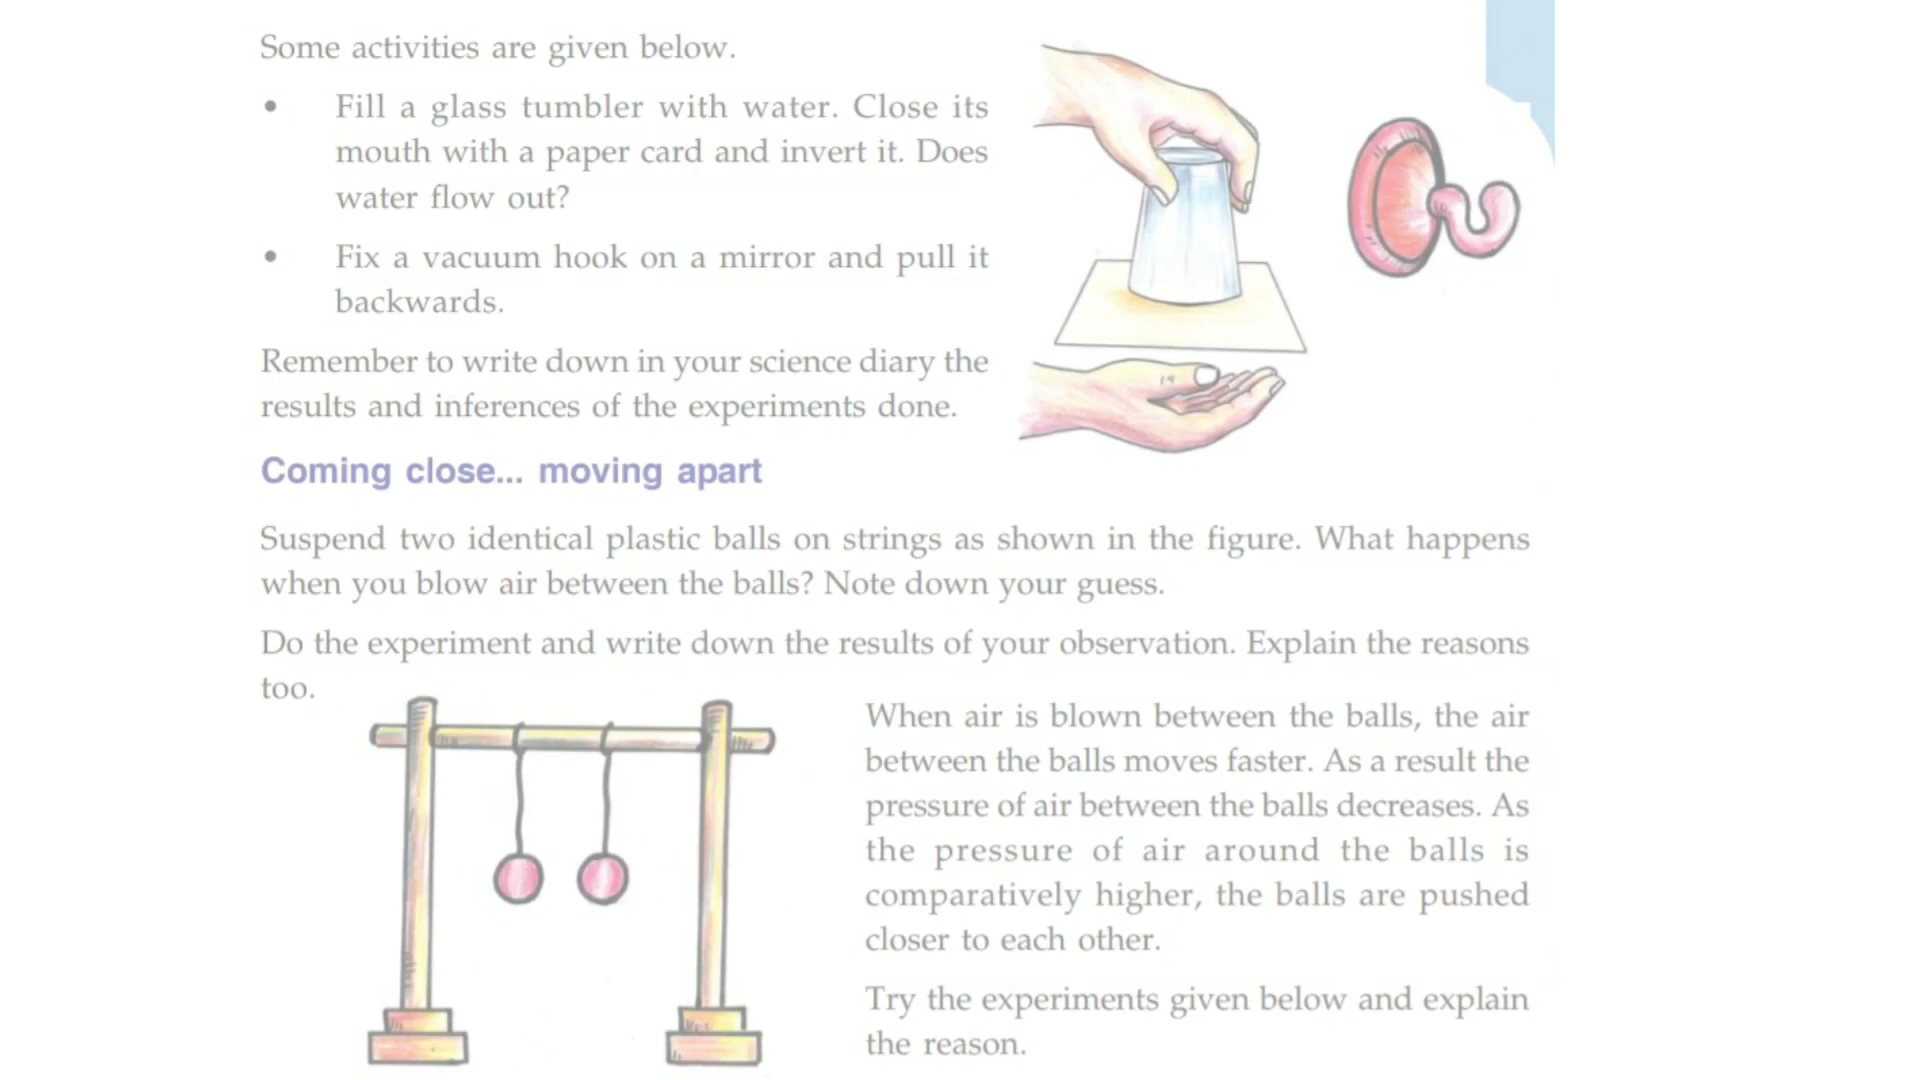 Some activities are given below.
• Fill a glass tumbler with water. Close its
mouth with a paper card and invert it. Does
water flow out?
• Fix a vacuum hook on a mirror and pull it
backwards.
Remember to write down in your science diary the
results and inferences of the experiments done.
Coming close... moving apart
Suspend two identical plastic balls on strings as shown in the figure. What happens
when you blow air between the balls? Note down your guess.
Do the experiment and write down the results of your observation. Explain the reasons
too.
When air is blown between the balls, the air
between the balls moves faster. As a result the
pressure of air between the balls decreases. As
the pressure of air around the balls is
comparatively higher, the balls are pushed
closer to each other.
Try the experiments given below and explain
the reason.